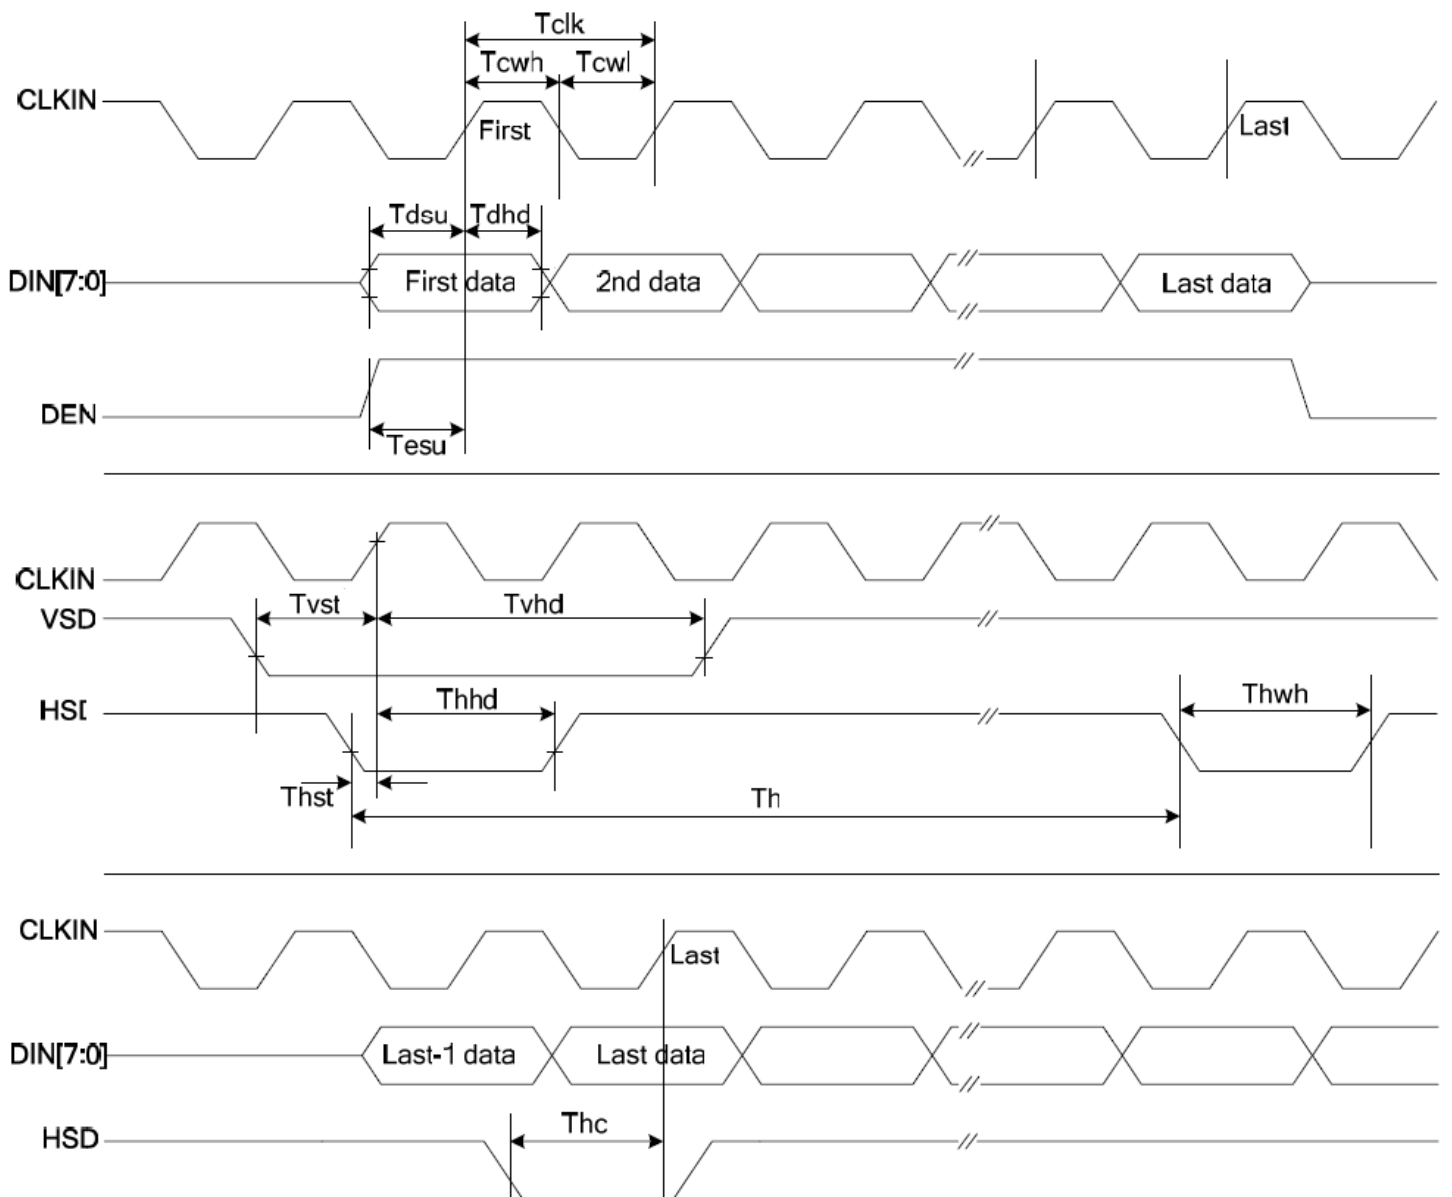 Tclk
Tcwh Tcwl
CLKIN
First
Last
Tdsu Tdhd
DIN[7:0]
First data
2nd data
Last data
DEN
Tesu
CLKIN
Tvst
Tvhd
VSD
Thhd
Thwh
Thst
Th
CLKIN
Last
DIN[7:0]
Last-1 data
Last data
Thc
HSD